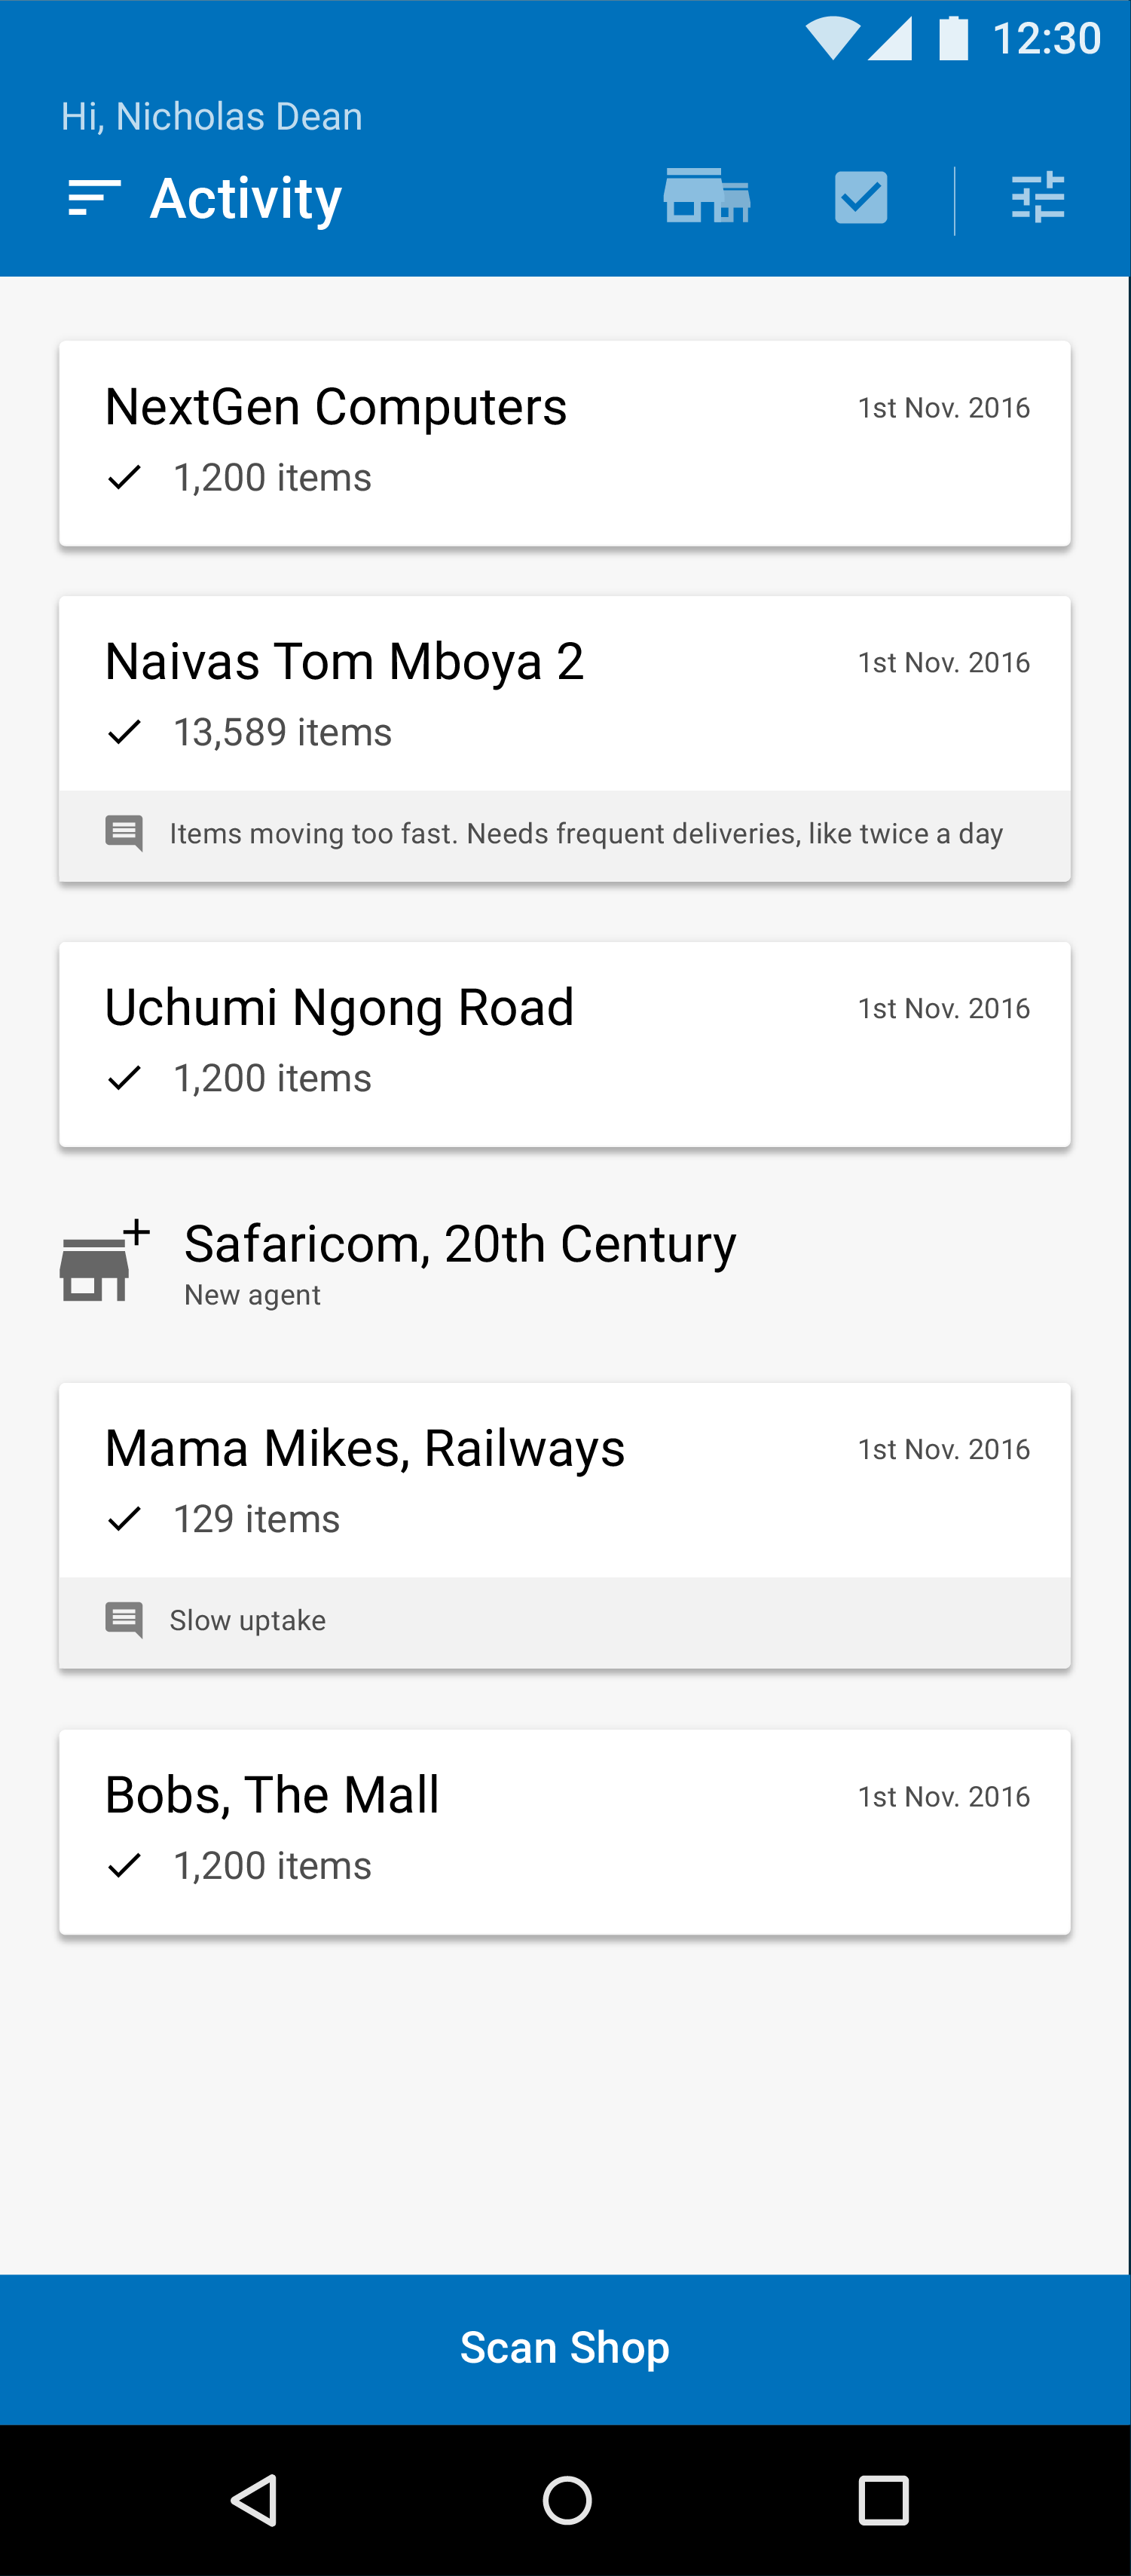 12:30
Hi, Nicholas Dean
Activity
NextGen Computers 1st Nov. 2016
1,200 items
Naivas Tom Mboya 2 1st Nov. 2016
13,589 items
Items moving too fast. Needs frequent deliveries, like twice a day
Uchumi Ngong Road 1st Nov. 2016
1,200 items
Safaricom, 20th Century
New agent
Mama Mikes, Railways 1st Nov. 2016
129 items
Slow uptake
Bobs, The Mall 1st Nov. 2016
1,200 items
Scan Shop